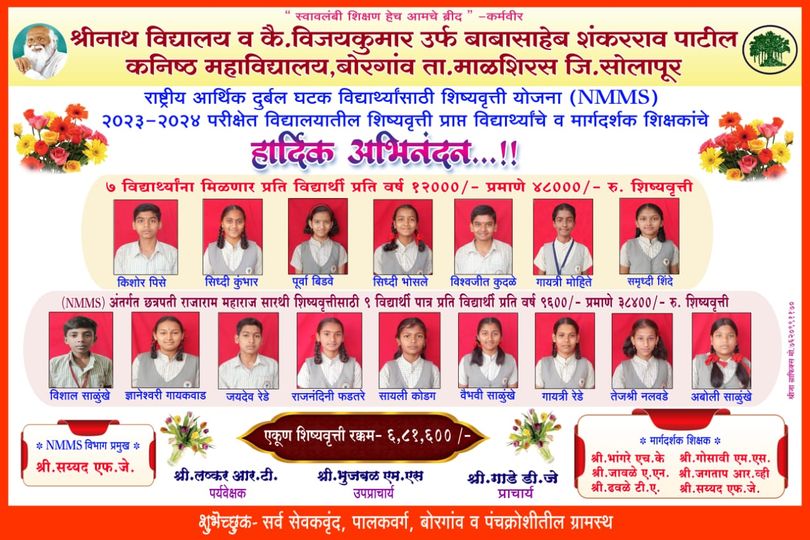 “ स्वावलंबी शिक्षण हेच आमचे ब्रीद ” -कर्मवीर
श्रीनाथ विद्यालय व कै.विजयकुमार उर्फ बाबासाहेब शंकरराव पाटील
कनिष्ठ महाविद्यालय,बोरगांव ता.माळशिरस जि.सोलापूर
राष्ट्रीय आर्थिक दुर्बल घटक विद्यार्थ्यांसाठी शिष्यवृत्ती योजना (NMMS)
२०२३-२०२४ परीक्षेत विद्यालयातील शिष्यवृत्ती प्राप्त विद्यार्थ्यांचे व मार्गदर्शक शिक्षकांचे
हार्दिक अभिनंदन...!!
७ विद्यार्थ्यांना मिळणार प्रति विद्यार्थी प्रति वर्ष १२०००/- प्रमाणे ४८०००/- रु. शिष्यवृत्ती
किशोर पिसे सिध्दी कुंभार पूर्वा बिडवे सिध्दी भोसले विश्वजीत कुदळे गायत्री मोहिते समृध्दी शिंदे
(NMMS) अंतर्गत छत्रपती राजाराम महाराज सारथी शिष्यवृत्तीसाठी ९ विद्यार्थी पात्र प्रति विद्यार्थी प्रति वर्ष ९६००/- प्रमाणे ३८४००/- रु. शिष्यवृत्ती
विशाल साळुंखे ज्ञानेश्वरी गायकवाड जयदेव रेडे राजनंदिनी फडतरे सायली कोडग वैभवी साळुंखे गायत्री रेडे तेजश्री नलवडे अबोली साळुंखे
* NMMS विभाग प्रमुख *
श्री.सय्यद एफ.जे.
एकूण शिष्यवृत्ती रक्कम- ६,८१,६०० /-
श्री.लष्कर आर.टी.
पर्यवेक्षक
श्री.भुजबळ एम.एस
उपप्राचार्य
श्री.गाडे डी.जे
प्राचार्य
* मार्गदर्शक शिक्षक *
श्री.भांगरे एच.के श्री.गोसावी एम.एस.
श्री.जावळे ए.एन. श्री.जगताप आर.व्ही
श्री.ढवळे टी.ए. श्री.सय्यद एफ.जे.
शुभेच्छुक- सर्व सेवकवृंद, पालकवर्ग, बोरगांव व पंचक्रोशीतील ग्रामस्थ